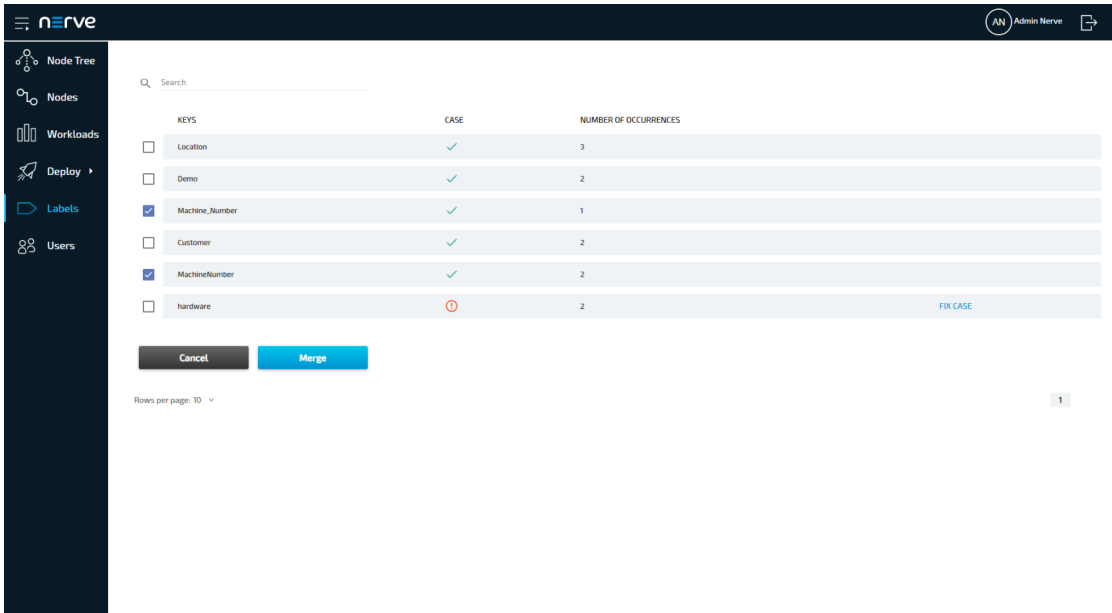 nerve
AN Admin Nerve
Node Tree
Nodes
Workloads
Deploy
Labels
Users
Search
KEYS CASE NUMBER OF OCCURRENCES
Location 3
Demo 2
Machine_Number 1
Customer 2
MachineNumber 2
hardware 2 FIX CASE
Cancel Merge
Rows per page: 10 1